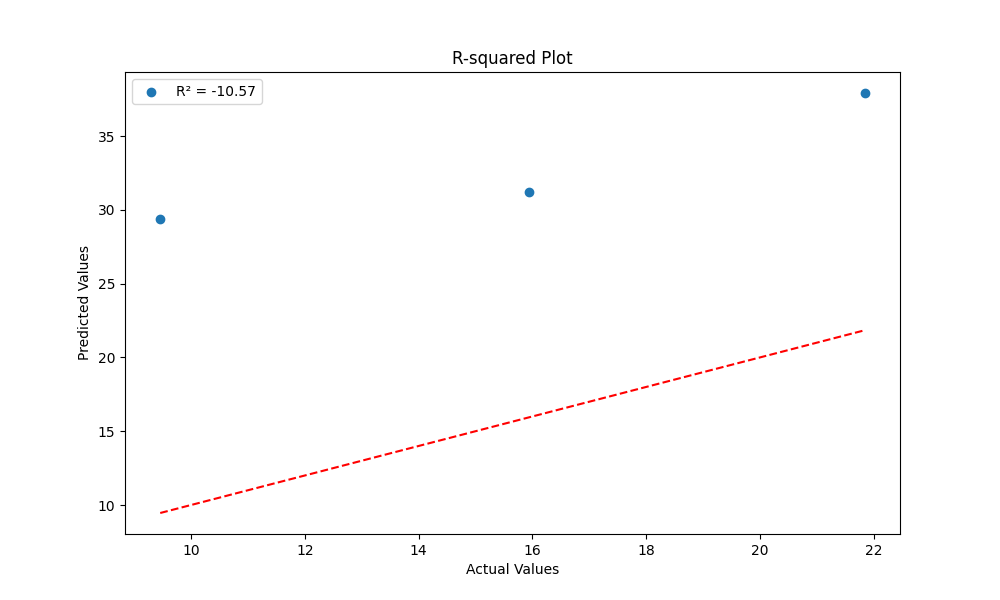 R-squared Plot
R² = -10.57
35
30
25
20
15
10
Predicted Values
10 12 14 16 18 20 22
Actual Values